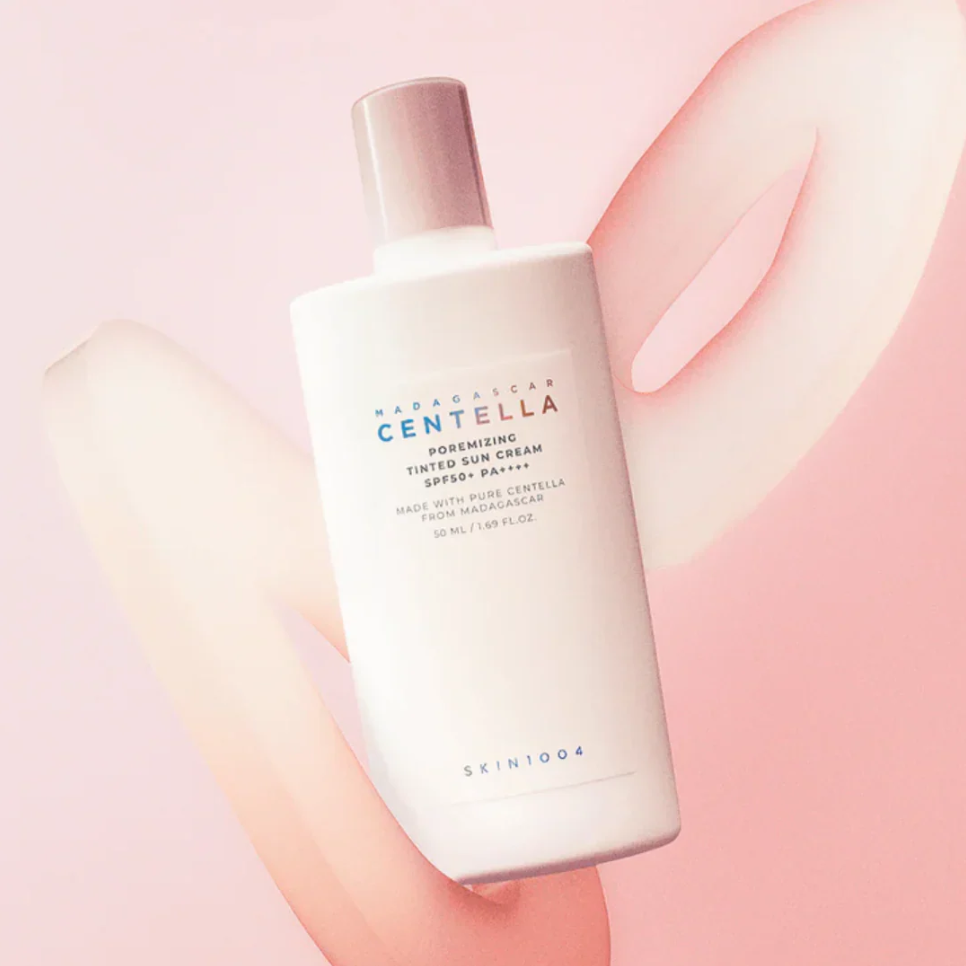 MADAGASCAR
CENTELLA
POREMIZING
TINTED SUN CREAM
SPF50+ PA++++
MADE WITH PURE CENTELLA
FROM MADAGASCAR
50 ML / 1.69 FL.OZ.
SKIN1004